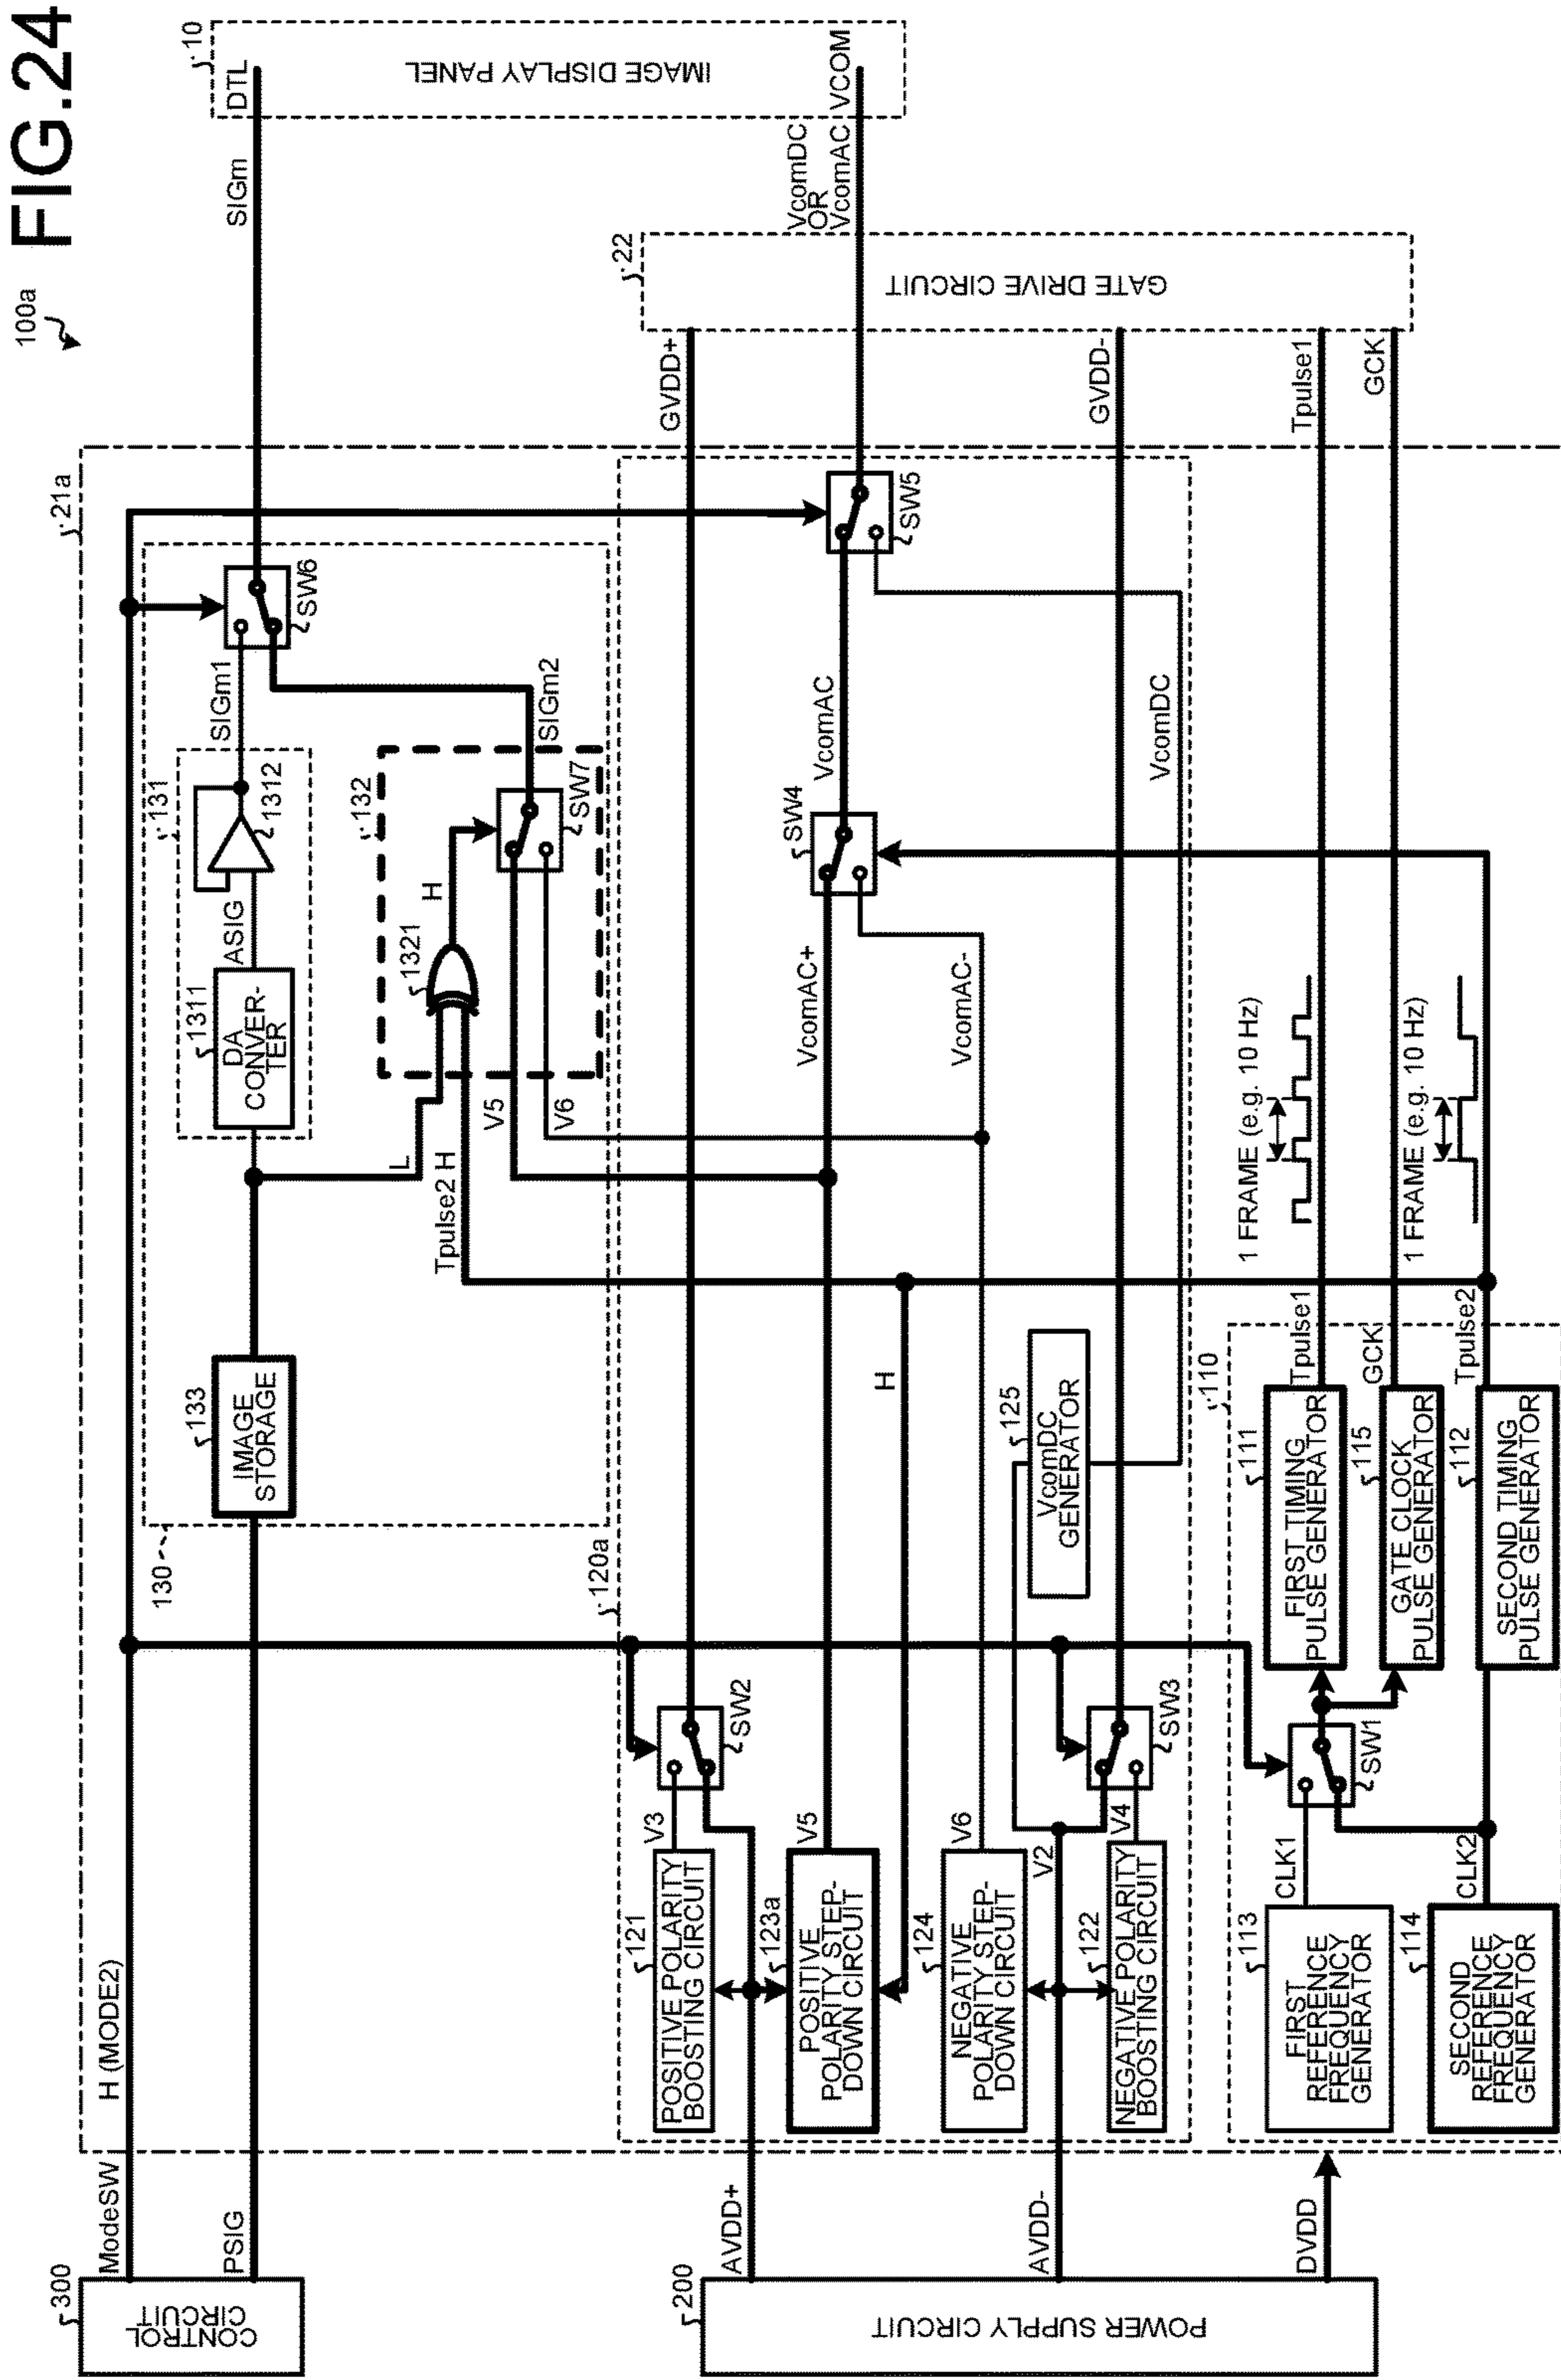 FIG.24
100a
300
CONTROL
CIRCUIT
ModeSW
H (MODE2)
PSIG
21a
130
133
IMAGE
STORAGE
L
Tpulse2 H
131
1311
DA
CONVER-
TER
ASIG
1312
SIGm1
SW6
SIGm
DTL
10
IMAGE DISPLAY PANEL
132
1321
H
V5
V6
SW7
SIGm2
120a
200
POWER SUPPLY CIRCUIT
AVDD+
AVDD-
DVDD
121
POSITIVE POLARITY
BOOSTING CIRCUIT
V3
SW2
GVDD+
123a
POSITIVE
POLARITY STEP-
DOWN CIRCUIT
V5
H
VcomAC+
SW4
VcomAC
SW5
VcomDC
OR
VcomAC
VCOM
22
GATE DRIVE CIRCUIT
124
NEGATIVE
POLARITY STEP-
DOWN CIRCUIT
V6
VcomAC-
V2
125
VcomDC
GENERATOR
VcomDC
122
NEGATIVE POLARITY
BOOSTING CIRCUIT
V4
SW3
GVDD-
110
113
FIRST
REFERENCE
FREQUENCY
GENERATOR
CLK1
SW1
111
FIRST TIMING
PULSE GENERATOR
Tpulse1
1 FRAME (e.g. 10 Hz)
Tpulse1
115
GATE CLOCK
PULSE GENERATOR
GCK
GCK
114
SECOND
REFERENCE
FREQUENCY
GENERATOR
CLK2
112
SECOND TIMING
PULSE GENERATOR
Tpulse2
1 FRAME (e.g. 10 Hz)